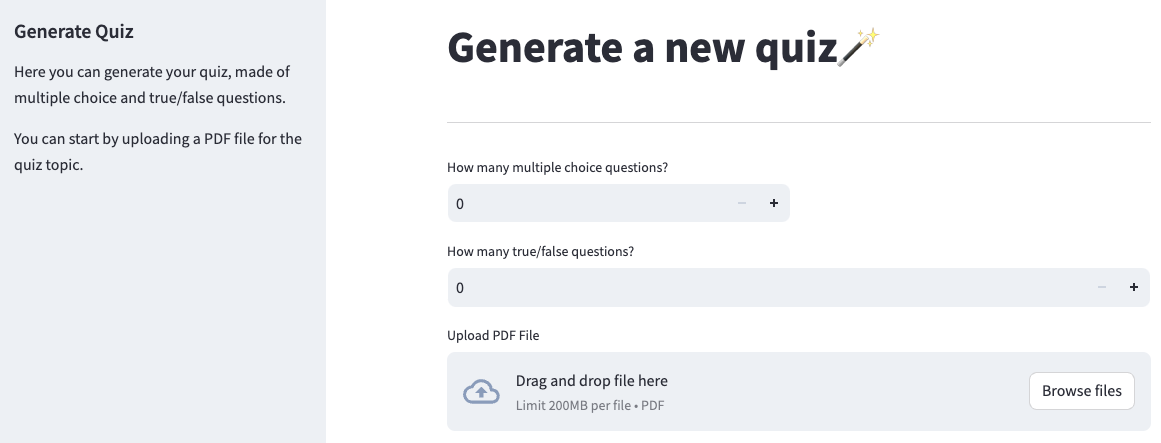 Generate Quiz
Here you can generate your quiz, made of
multiple choice and true/false questions.
You can start by uploading a PDF file for the
quiz topic.
Generate a new quiz🪄
How many multiple choice questions?
0
How many true/false questions?
0
Upload PDF File
Drag and drop file here
Limit 200MB per file • PDF
Browse files